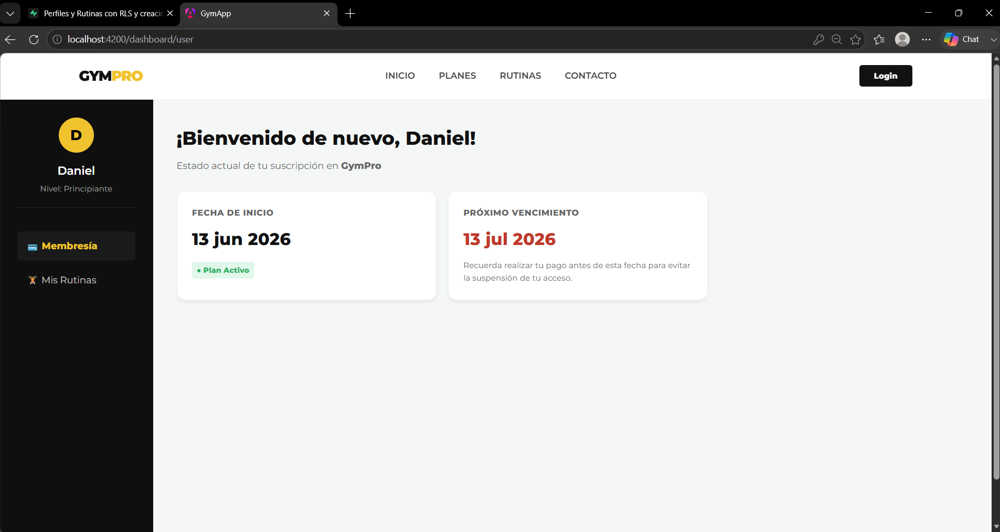 Perfiles y Rutinas con RLS y creació
GymApp
localhost:4200/dashboard/user
Chat
GYMPRO
INICIO
PLANES
RUTINAS
CONTACTO
Login
D
Daniel
Nivel: Principiante
Membresía
Mis Rutinas
¡Bienvenido de nuevo, Daniel!
Estado actual de tu suscripción en GymPro
FECHA DE INICIO
13 jun 2026
● Plan Activo
PRÓXIMO VENCIMIENTO
13 jul 2026
Recuerda realizar tu pago antes de esta fecha para evitar
la suspensión de tu acceso.